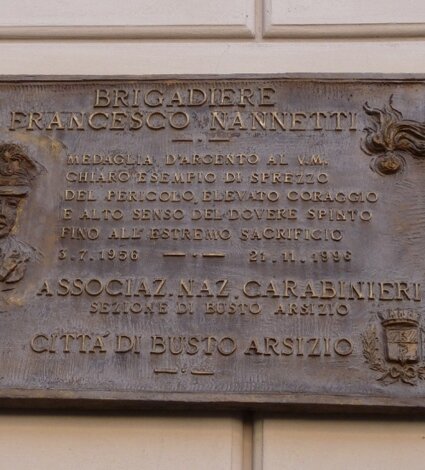 BRIGADIERE
FRANCESCO NANNETTI
MEDAGLIA D'ARGENTO AL V.M.
CHIARO ESEMPIO DI SPREZZO
DEL PERICOLO, ELEVATO CORAGGIO
E ALTO SENSO DEL DOVERE SPINTO
FINO ALL'ESTREMO SACRIFICIO
3.7.1956 — 21.11.1996
ASSOCIAZ. NAZ. CARABINIERI
SEZIONE DI BUSTO ARSIZIO
CITTÀ DI BUSTO ARSIZIO